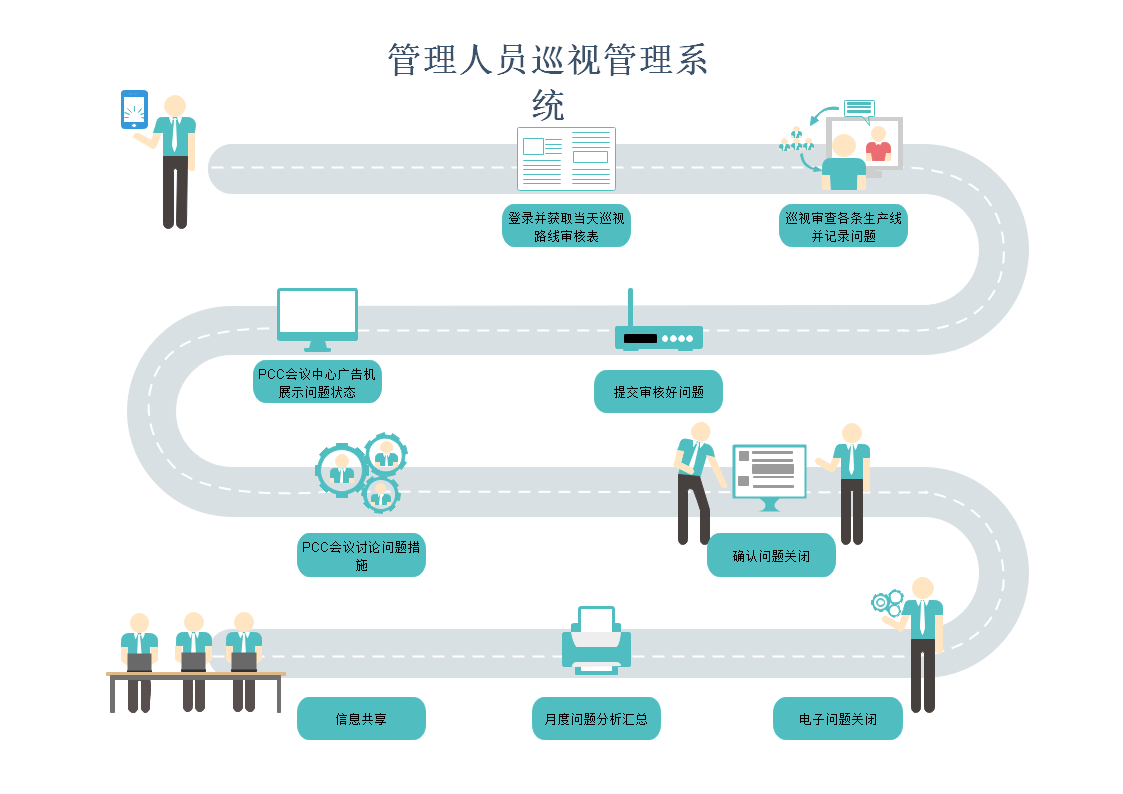 管理人员巡视管理系
统
登录并获取当天巡视
路线审核表
巡视审查各条生产线
并记录问题
PCC会议中心广告机
展示问题状态
提交审核好问题
PCC会议讨论问题措
施
确认问题关闭
信息共享
月度问题分析汇总
电子问题关闭